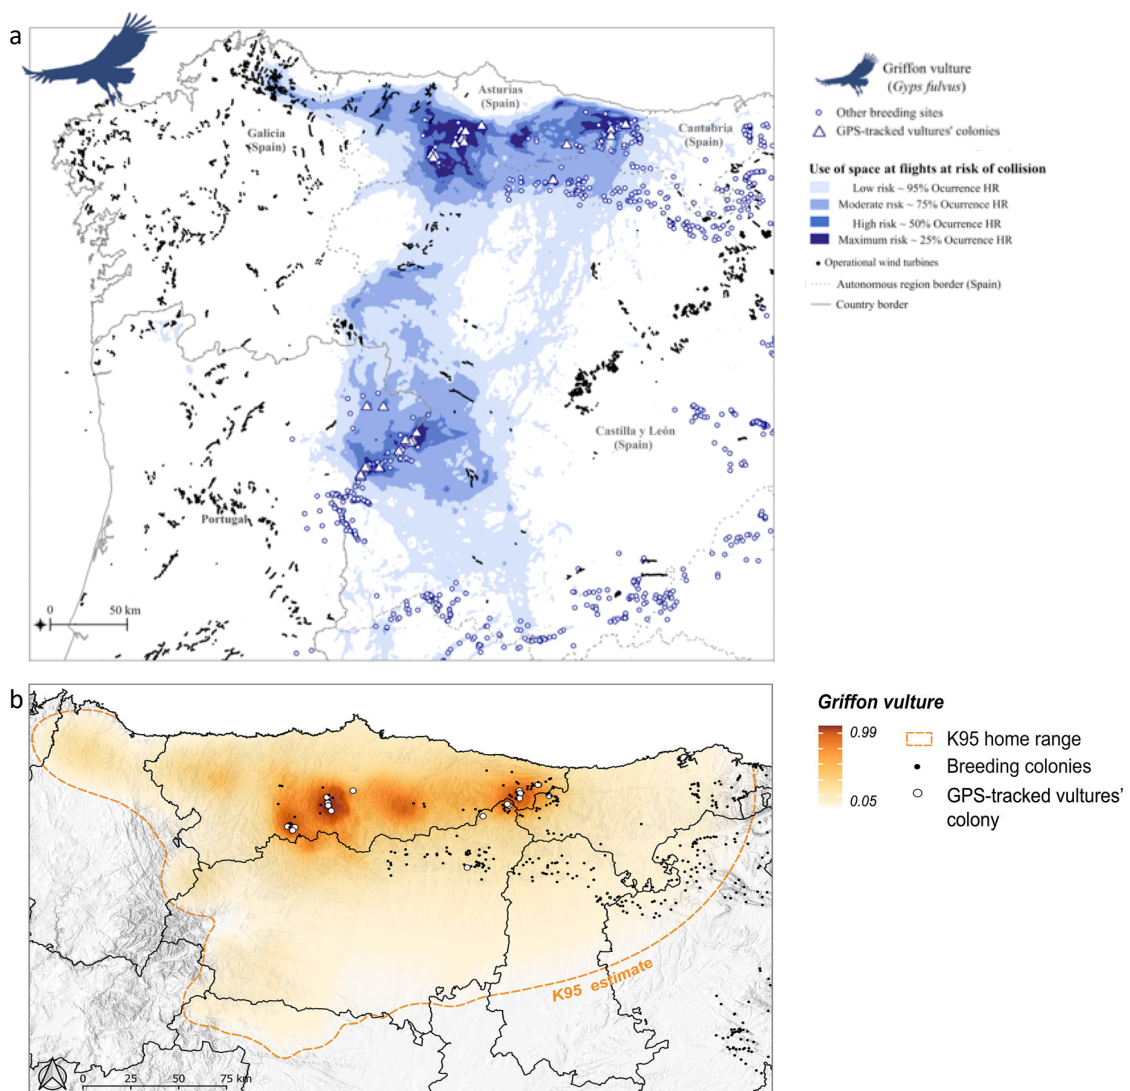 a
Asturias
(Spain)
Galicia
(Spain)
Cantabria
(Spain)
Castilla y León
(Spain)
Portugal
0 50 km
Griffon vulture
(Gyps fulvus)
Other breeding sites
GPS-tracked vultures' colonies
Use of space at flights at risk of collision
Low risk ~ 95% Ocurrence HR
Moderate risk ~ 75% Ocurrence HR
High risk ~ 50% Ocurrence HR
Maximum risk ~ 25% Ocurrence HR
Operational wind turbines
Autonomous region border (Spain)
Country border
b
K95 estimate
0 25 50 75 km
Griffon vulture
0.99
0.05
K95 home range
Breeding colonies
GPS-tracked vultures'
colony